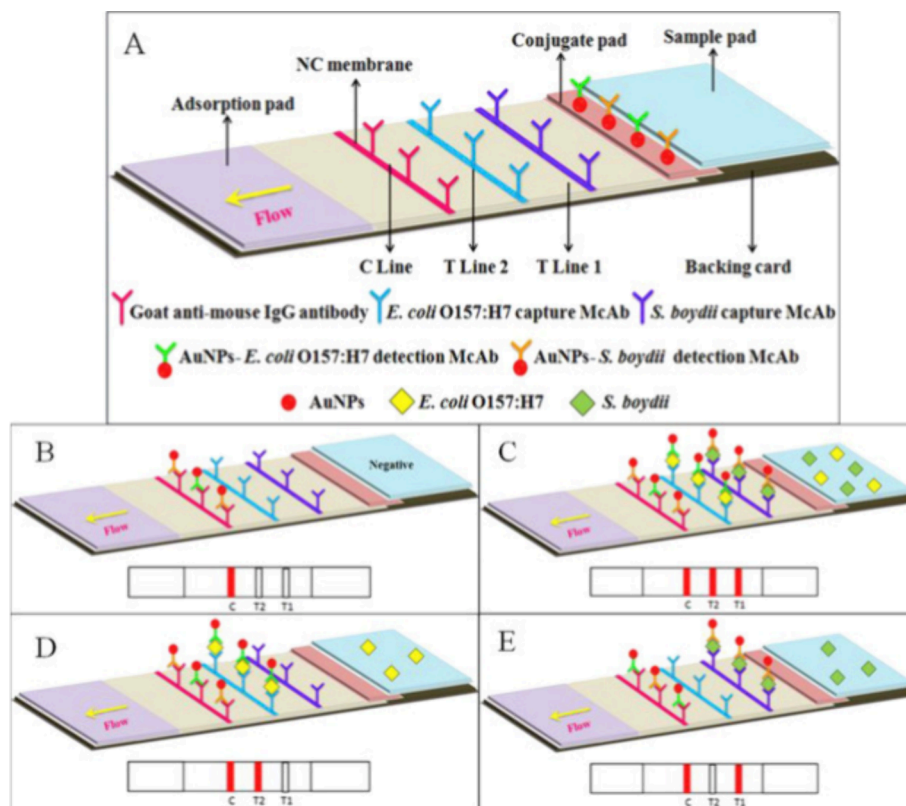 A
Sample pad
Conjugate pad
NC membrane
Adsorption pad
Flow
C Line
T Line 2
T Line 1
Backing card
Goat anti-mouse IgG antibody
E. coli O157:H7 capture McAb
S. boydii capture McAb
AuNPs- E. coli O157:H7 detection McAb
AuNPs- S. boydii detection McAb
AuNPs
E. coli O157:H7
S. boydii
B
Negative
Flow
C T2 T1
C
Flow
C T2 T1
D
Flow
C T2 T1
E
Flow
C T2 T1